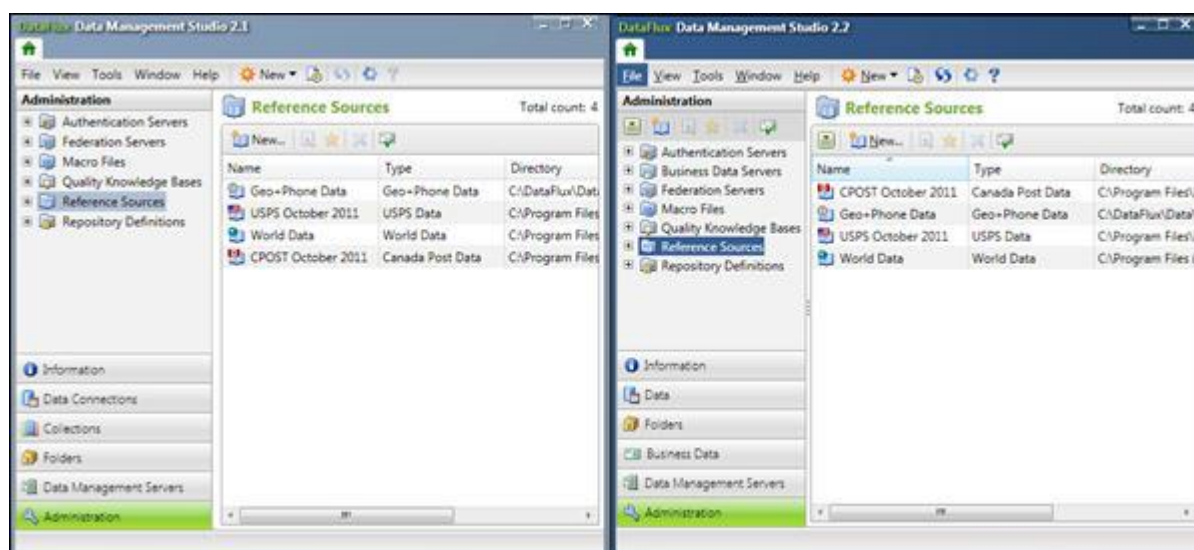 DataFlux Data Management Studio 2.1
File View Tools Window Help New
Administration
Authentication Servers
Federation Servers
Macro Files
Quality Knowledge Bases
Reference Sources
Repository Definitions
Reference Sources Total count: 4
New...
Name Type Directory
Geo+Phone Data Geo+Phone Data C:\DataFlux\Data
USPS October 2011 USPS Data C:\Program Files
World Data World Data C:\Program Files
CPOST October 2011 Canada Post Data C:\Program Files
Information
Data Connections
Collections
Folders
Data Management Servers
Administration
DataFlux Data Management Studio 2.2
File View Tools Window Help New
Administration
Authentication Servers
Business Data Servers
Federation Servers
Macro Files
Quality Knowledge Bases
Reference Sources
Repository Definitions
Reference Sources Total count: 4
New...
Name Type Directory
CPOST October 2011 Canada Post Data C:\Program Files\
Geo+Phone Data Geo+Phone Data C:\DataFlux\Data
USPS October 2011 USPS Data C:\Program Files\
World Data World Data C:\Program Files
Information
Data
Folders
Business Data
Data Management Servers
Administration